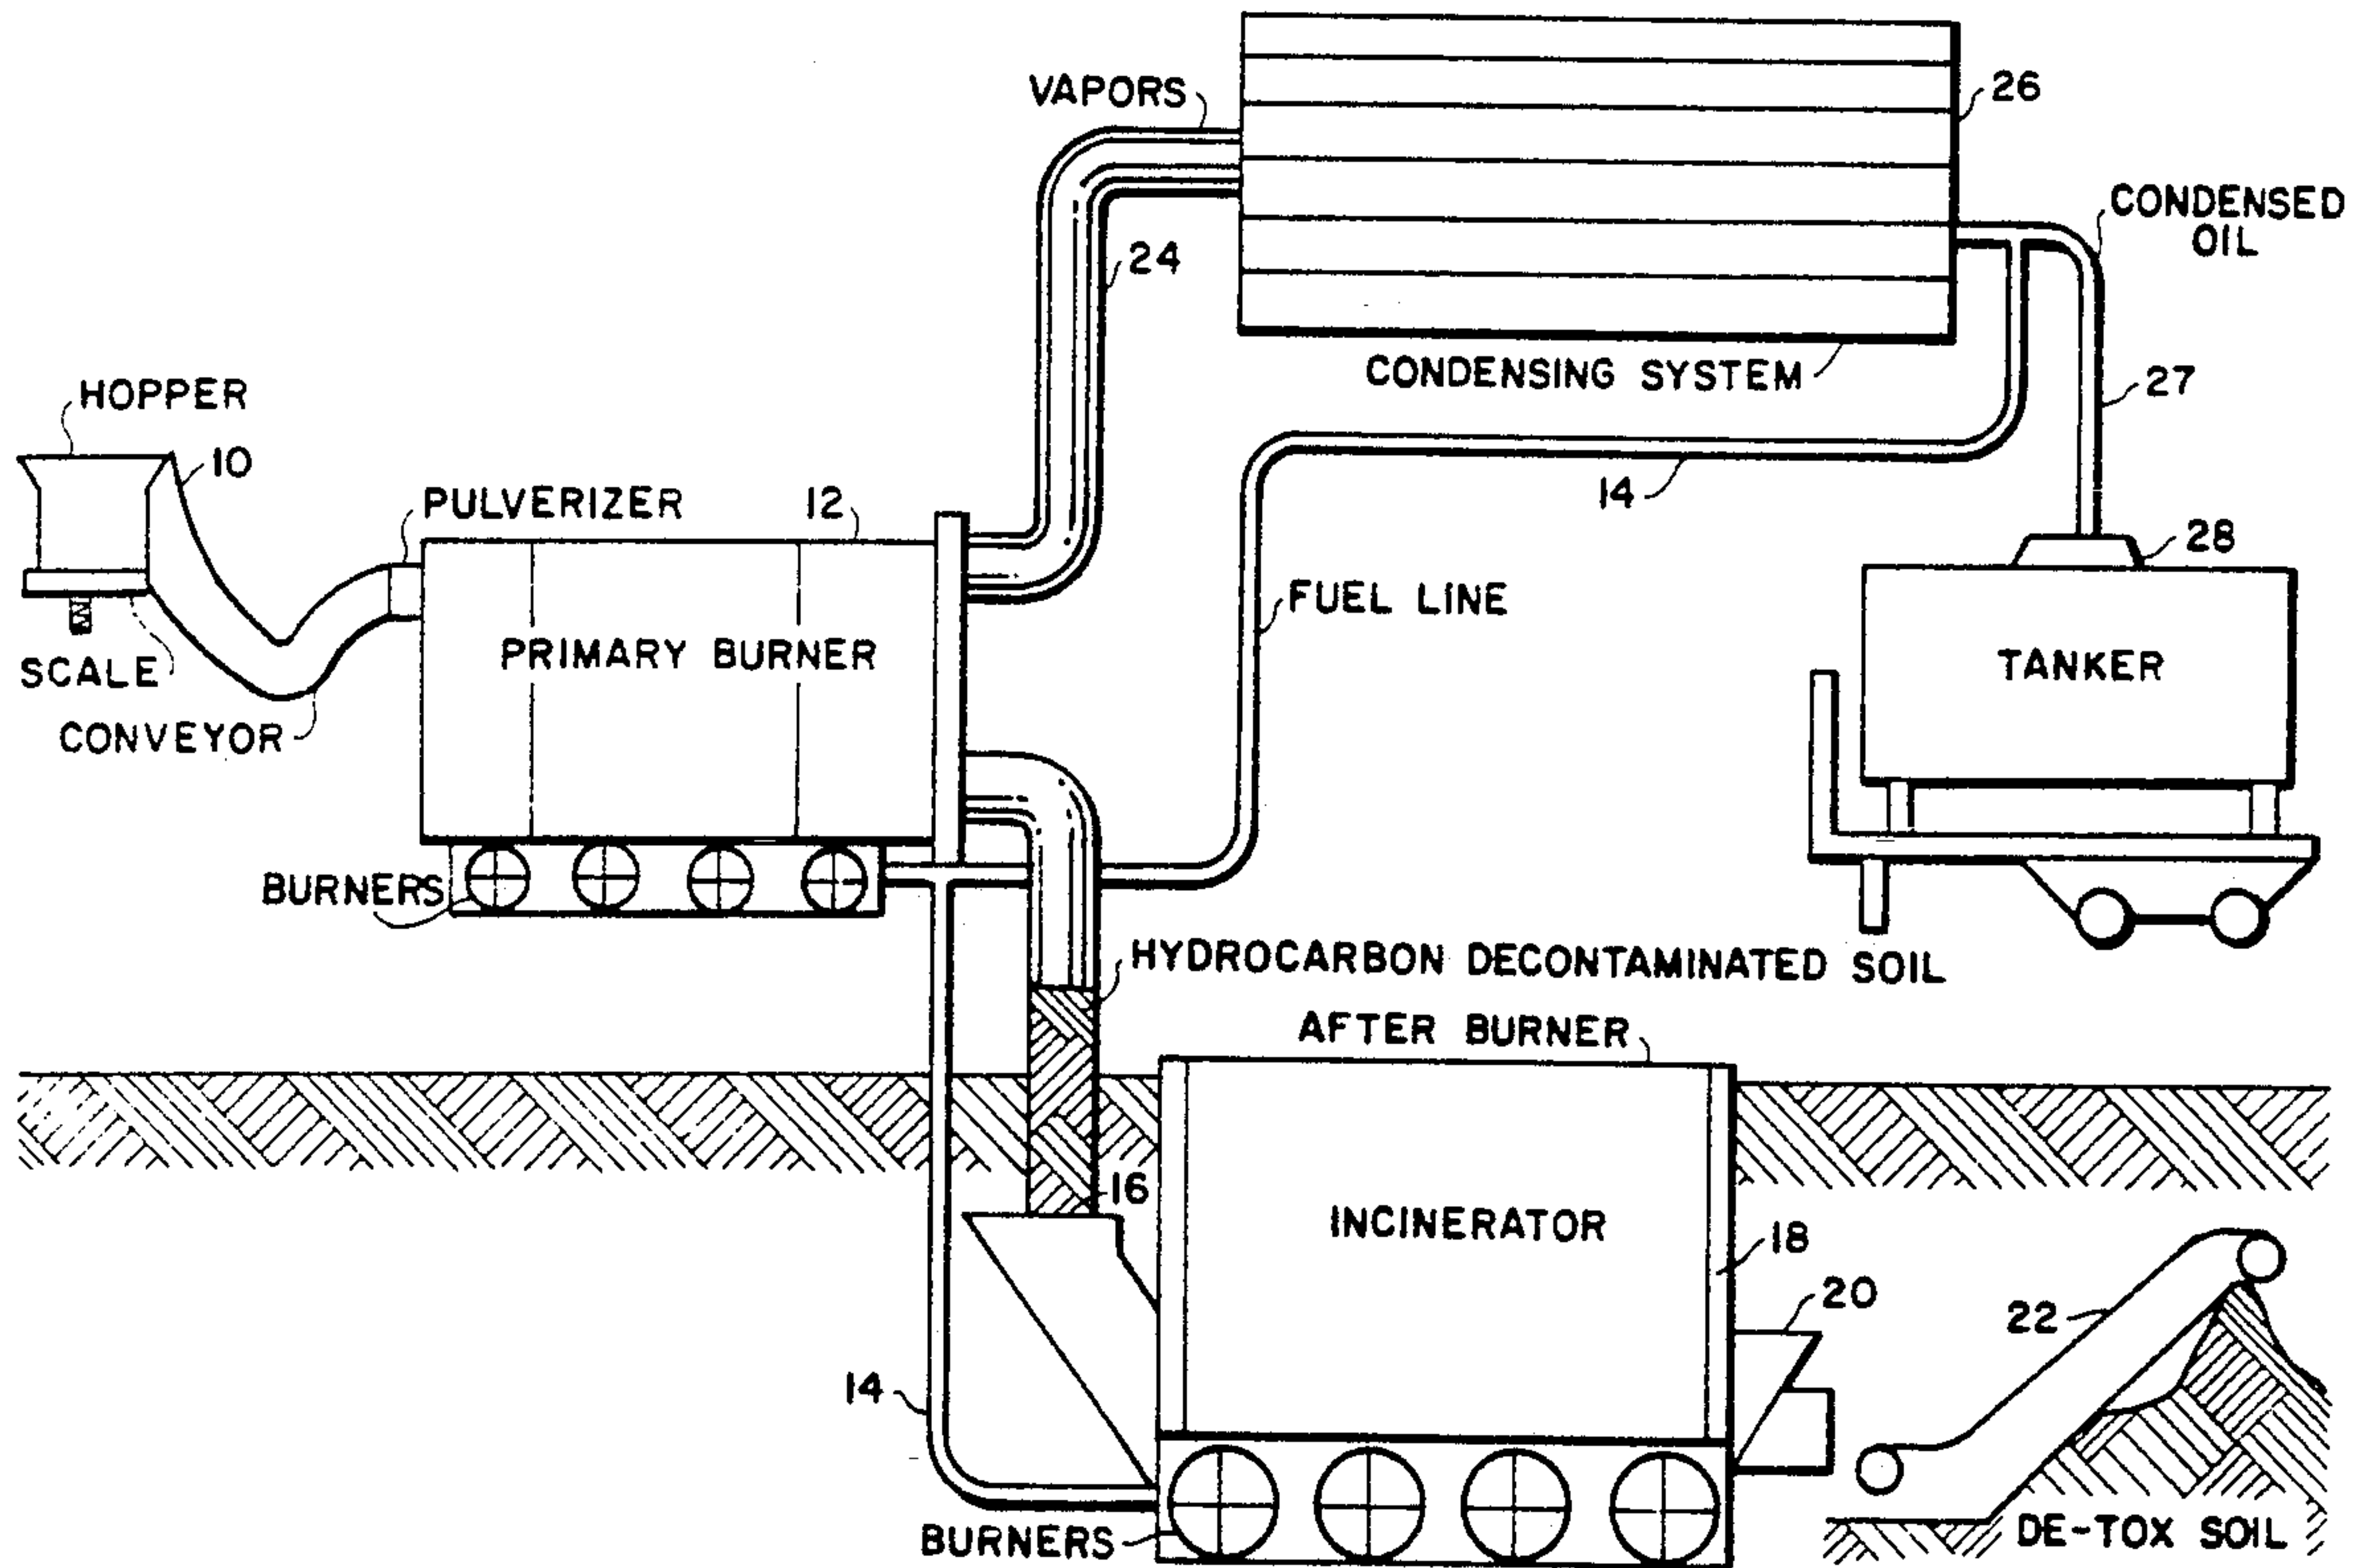 VAPORS
26
CONDENSED
OIL
24
CONDENSING SYSTEM
27
HOPPER
10
PULVERIZER
12
14
28
FUEL LINE
PRIMARY BURNER
TANKER
SCALE
CONVEYOR
BURNERS
HYDROCARBON DECONTAMINATED SOIL
AFTER BURNER
16
INCINERATOR
18
20
22
14
BURNERS
DE-TOX SOIL